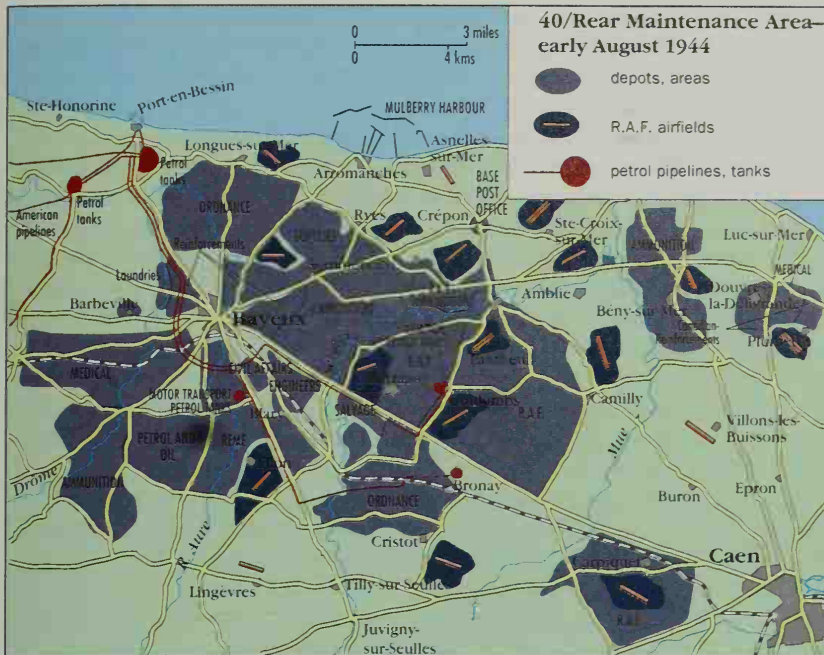 40/Rear Maintenance Area—
early August 1944
depots, areas
R.A.F. airfields
petrol pipelines, tanks
0 3 miles
0 4 kms
Ste-Honorine
Port-en-Bessin
MULBERRY HARBOUR
Longues-sur-Mer
Arromanches
Asnelles-
sur-Mer
Petrol
tanks
American
pipelines
Petrol
tanks
ORDNANCE
Reinforcements
Ryes
Crépon
BASE
POST
OFFICE
Ste-Croix-
sur-Mer
AMMUNITION
Luc-sur-Mer
MEDICAL
Laundries
Barbeville
Bayeux
Amblie
Bény-sur-Mer
Douvre-
la-Délivrande
Canadian
Reinforcements
MEDICAL
CIVIL AFFAIRS
ENGINEERS
MOTOR TRANSPORT
SALVAGE
R.A.F.
Camilly
PETROL AND
OIL
REME
Villons-les-
Buissons
Drôme
AMMUNITION
Bronay
ORDNANCE
Mue
Buron
Epron
R. Aure
Cristot
Caen
Carpiquet
Lingèvres
Tilly-sur-Seulles
Juvigny-
sur-Seulles